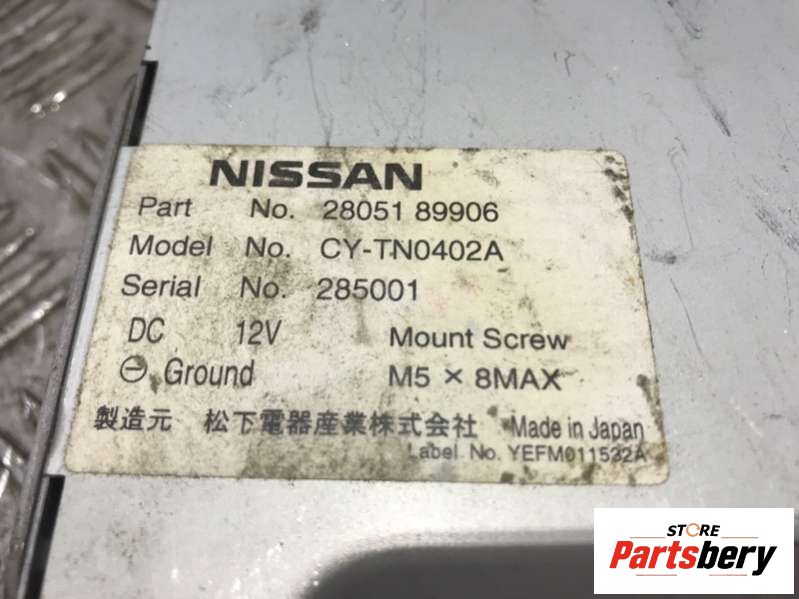 NISSAN
Part No. 28051 89906
Model No. CY-TN0402A
Serial No. 285001
DC 12V Mount Screw
⊖ Ground M5 × 8MAX
製造元 松下電器産業株式会社 Made in Japan
Label No. YEFM011532A
STORE
Partsbery